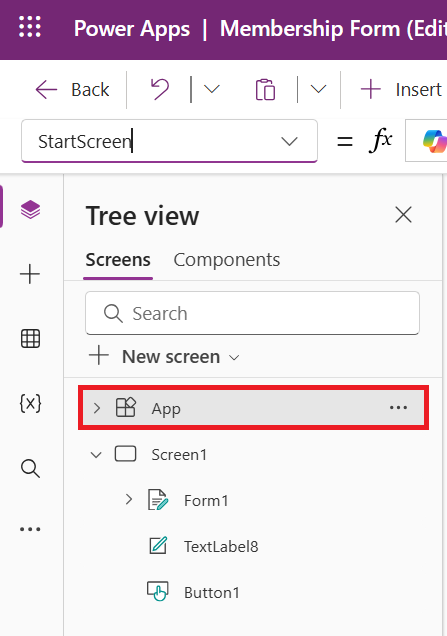 Power Apps | Membership Form (Edit
Back
Insert
StartScreen = fx
Tree view
Screens Components
Search
New screen
App
Screen1
Form1
TextLabel8
Button1
{x}